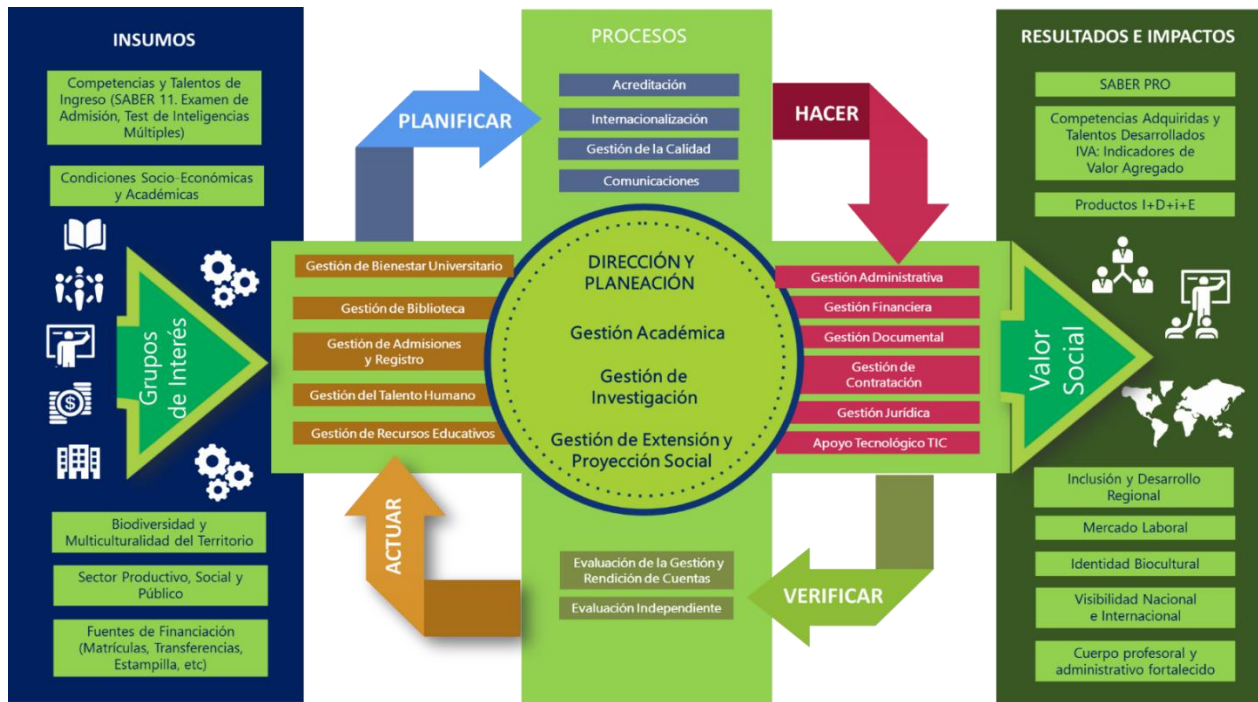 INSUMOS
Competencias y Talentos de
Ingreso (SABER 11. Examen de
Admisión, Test de Inteligencias
Múltiples)
Condiciones Socio-Económicas
y Académicas
Grupos
de Interés
Biodiversidad y
Multiculturalidad del Territorio
Sector Productivo, Social y
Público
Fuentes de Financiación
(Matrículas, Transferencias,
Estampilla, etc)
PLANIFICAR
Gestión de Bienestar Universitario
Gestión de Biblioteca
Gestión de Admisiones
y Registro
Gestión del Talento Humano
Gestión de Recursos Educativos
ACTUAR
PROCESOS
Acreditación
Internacionalización
Gestión de la Calidad
Comunicaciones
DIRECCIÓN Y
PLANEACIÓN
Gestión Académica
Gestión de
Investigación
Gestión de Extensión y
Proyección Social
Evaluación de la Gestión y
Rendición de Cuentas
Evaluación Independiente
HACER
Gestión Administrativa
Gestión Financiera
Gestión Documental
Gestión de
Contratación
Gestión Jurídica
Apoyo Tecnológico TIC
VERIFICAR
RESULTADOS E IMPACTOS
SABER PRO
Competencias Adquiridas y
Talentos Desarrollados
IVA: Indicadores de
Valor Agregado
Productos I+D+i+E
Valor
Social
Inclusión y Desarrollo
Regional
Mercado Laboral
Identidad Biocultural
Visibilidad Nacional
e Internacional
Cuerpo profesoral y
administrativo fortalecido